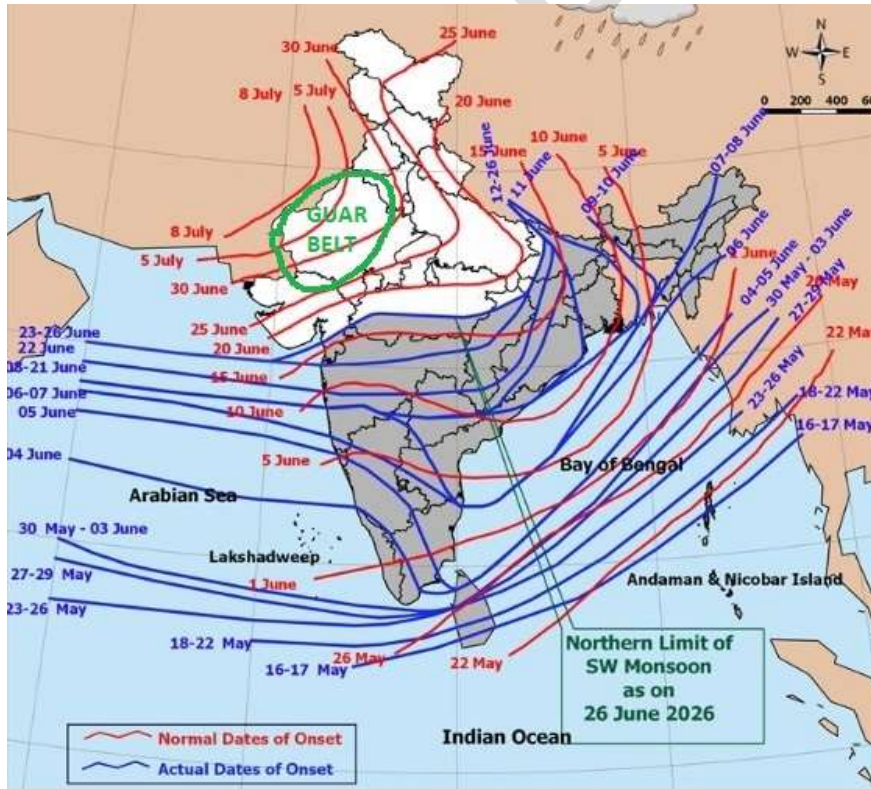 25 June
30 June
N
W
E
S
8 July
5 July
20 June
0 200 400 600
10 June
15 June
12-26 June
11 June
5 June
09-10 June
07-08 June
GUAR
BELT
8 July
5 July
30 June
06 June
1 June
04-05 June
30 May - 03 June
27-29 May
22 May
25 June
20 June
23-26 June
22 June
08-21 June
15 June
06-07 June
10 June
05 June
18-22 May
23-26 May
16-17 May
5 June
04 June
Bay of Bengal
Arabian Sea
30 May - 03 June
Lakshadweep
27-29 May
1 June
Andaman & Nicobar Island
23-26 May
18-22 May
26 May
22 May
16-17 May
Northern Limit of
SW Monsoon
as on
26 June 2026
Indian Ocean
Normal Dates of Onset
Actual Dates of Onset